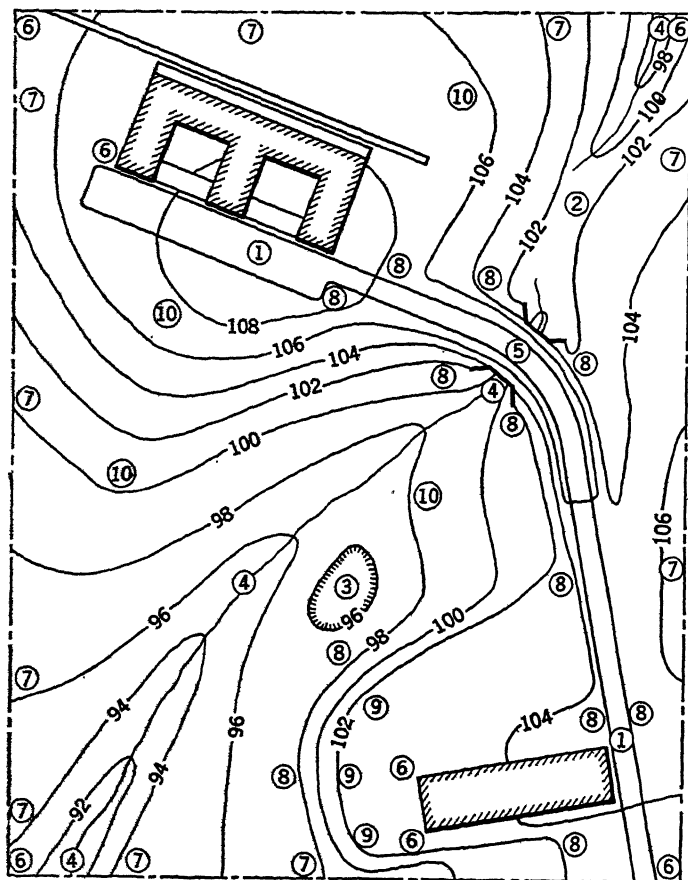 ⑥ ⑦ ⑦ ④ ⑥
98
⑦ ⑩ 100
⑥ 106 102 ⑦
104 ②
① ⑧ 102
⑧ ⑧
⑩ 108 104
106 ⑤
104 ⑧ ⑧
⑦ 102 ④
100 ⑧
⑩ ⑩
98 106
④ ③ ⑧ ⑦
96 96 100
⑧ 98
⑦
94 96 102 ⑨ 104 ⑧ ⑧
①
94 ⑧ ⑨ ⑥
92
⑦ ⑨ ⑥ ⑧
⑥ ④ ⑦ ⑦ ⑥